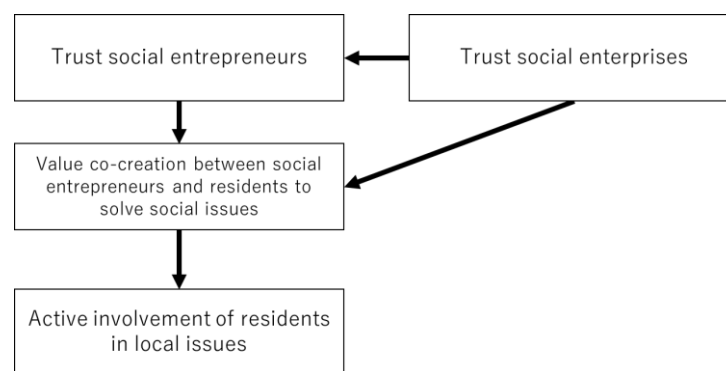 Trust social entrepreneurs
Trust social enterprises
Value co-creation between social
entrepreneurs and residents to
solve social issues
Active involvement of residents
in local issues